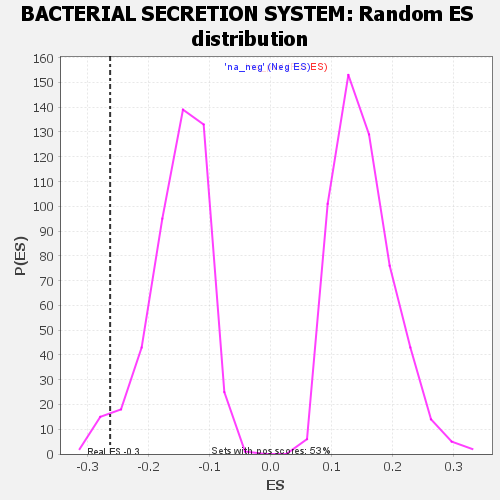 BACTERIAL SECRETION SYSTEM: Random ES
distribution
'na_neg' (Neg ES)ES)
160
150
140
130
120
110
100
90
80
70
60
50
40
30
20
10
0
P(ES)
Real ES -0.3
Sets with pos scores: 53%
-0.3 -0.2 -0.1 0.0 0.1 0.2 0.3
ES